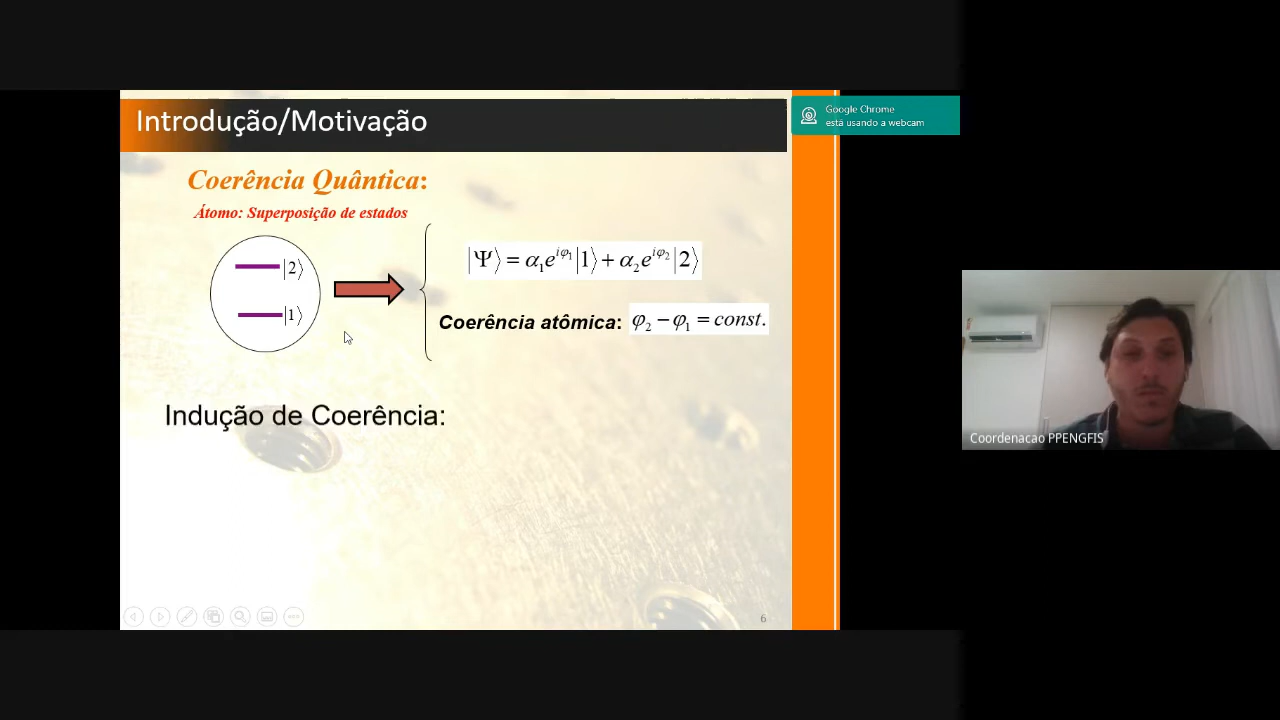 Introdução/Motivação
Google Chrome
está usando a webcam
Coerência Quântica:
Átomo: Superposição de estados
|2⟩
|1⟩
|Ψ⟩ = α₁e^{iφ₁}|1⟩ + α₂e^{iφ₂}|2⟩
Coerência atômica: φ₂ − φ₁ = const.
Indução de Coerência:
Coordenacao PPENGFIS
6